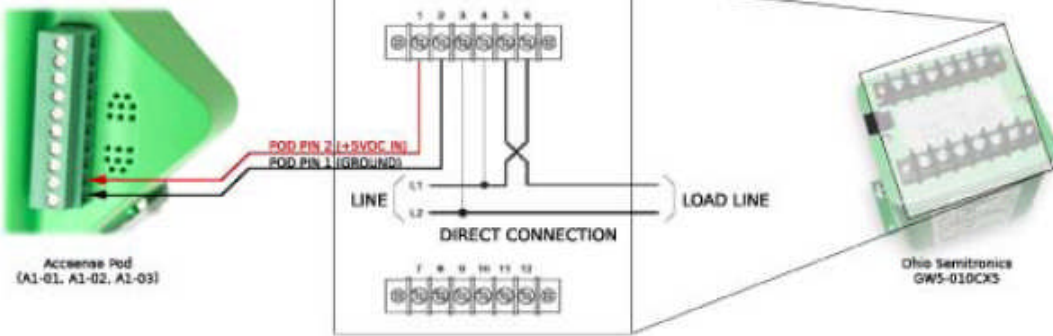 1 2 3 4 5 6
POD PIN 2 (+5VDC IN)
POD PIN 1 (GROUND)
LINE
L1
L2
LOAD LINE
DIRECT CONNECTION
7 8 9 10 11 12
Accsense Pod
(A1-01, A1-02, A1-03)
Ohio Semitronics
GW5-010CX5